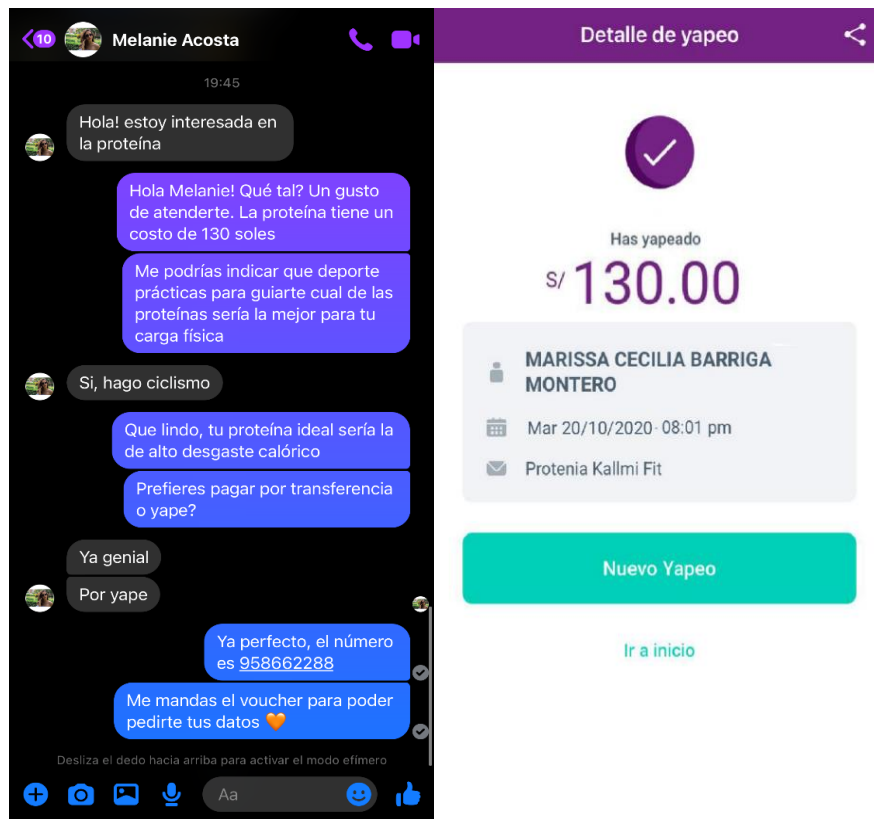 10
Melanie Acosta
19:45
Hola! estoy interesada en
la proteína
Hola Melanie! Qué tal? Un gusto
de atenderte. La proteína tiene un
costo de 130 soles
Me podrías indicar que deporte
prácticas para guiarte cual de las
proteínas sería la mejor para tu
carga física
Si, hago ciclismo
Que lindo, tu proteína ideal sería la
de alto desgaste calórico
Prefieres pagar por transferencia
o yape?
Ya genial
Por yape
Ya perfecto, el número
es 958662288
Me mandas el voucher para poder
pedirte tus datos 🧡
Desliza el dedo hacia arriba para activar el modo efímero
Aa
Detalle de yapeo
Has yapeado
S/ 130.00
MARISSA CECILIA BARRIGA
MONTERO
Mar 20/10/2020 - 08:01 pm
Protenia Kallmi Fit
Nuevo Yapeo
Ir a inicio